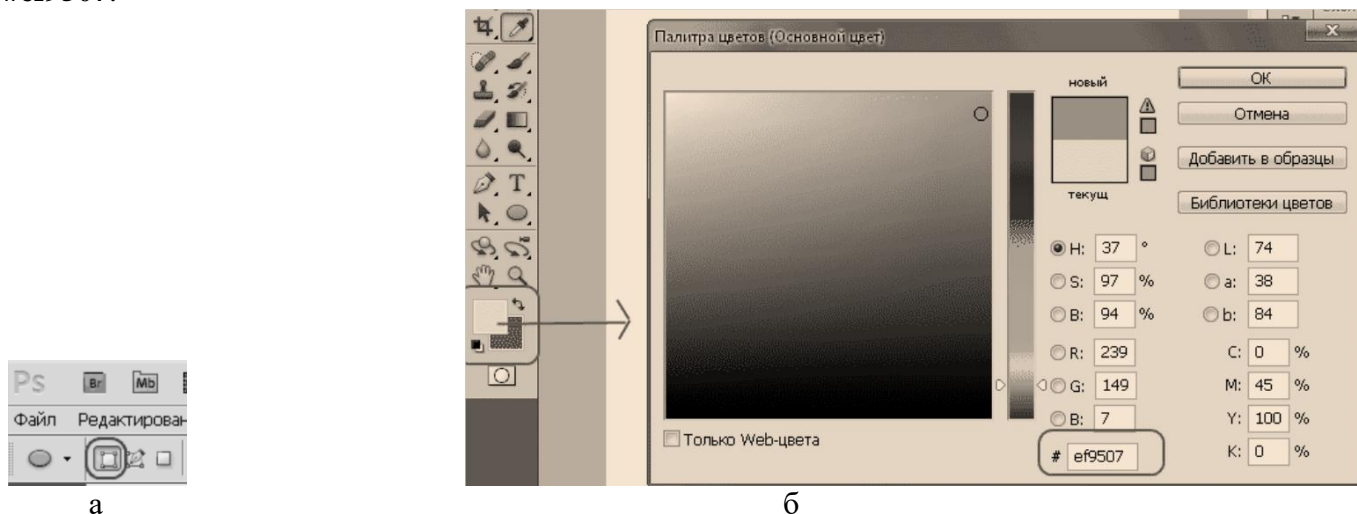 Палитра цветов (Основной цвет)
новый
текущ
OK
Отмена
Добавить в образцы
Библиотеки цветов
H: 37 °
S: 97 %
B: 94 %
R: 239
G: 149
B: 7
# ef9507
L: 74
a: 38
b: 84
C: 0 %
M: 45 %
Y: 100 %
K: 0 %
Только Web-цвета
T
Ps Br Mb
Файл Редактирован
а
б